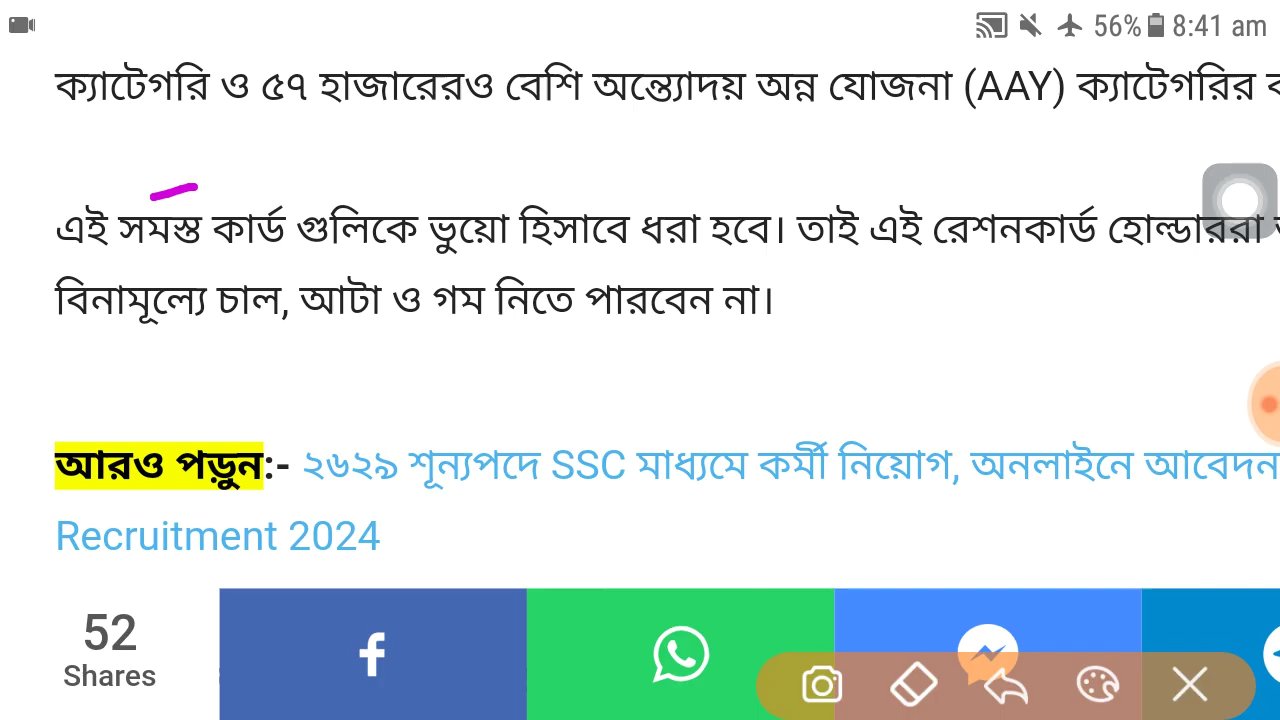 56% 8:41 am
ক্যাটেগরি ও ৫৭ হাজারেরও বেশি অন্ত্যোদয় অন্ন যোজনা (AAY) ক্যাটেগরির
এই সমস্ত কার্ড গুলিকে ভুয়ো হিসাবে ধরা হবে। তাই এই রেশনকার্ড হোল্ডাররা
বিনামূল্যে চাল, আটা ও গম নিতে পারবেন না।
আরও পড়ুন:- ২৬২৯ শূন্যপদে SSC মাধ্যমে কর্মী নিয়োগ, অনলাইনে আবেদন
Recruitment 2024
52
Shares